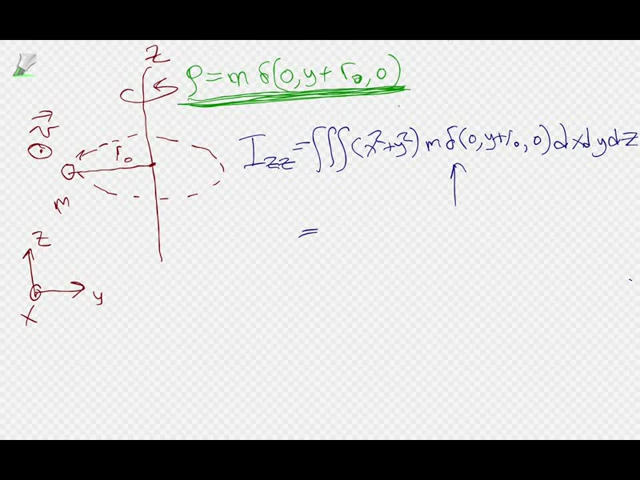 Z
ρ = m δ(0, y + r₀, 0)
v⃗
r₀
I_zz = ∭ (x² + y²) m δ(0, y + r₀, 0) dx dy dz
m
=
Z
y
X